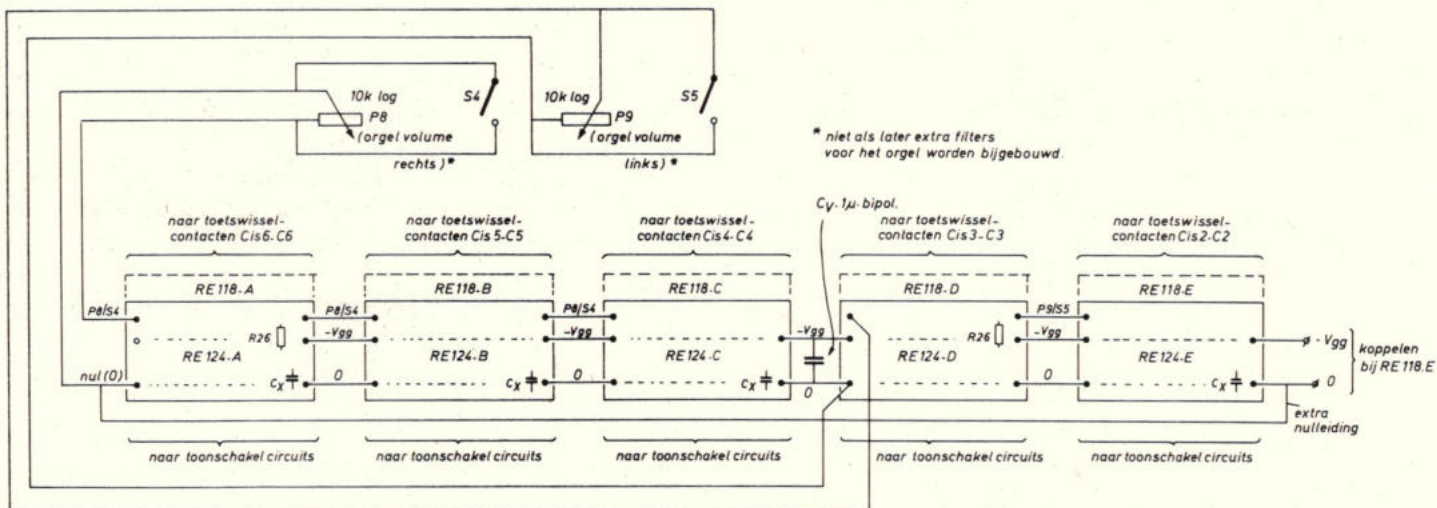 10k log
P8
(orgel volume
rechts)*
S4
10k log
P9
(orgel volume
links)*
S5
* niet als later extra filters
voor het orgel worden bijgebouwd.
Cv-1µ-bipol.
naar toetswissel-
contacten Cis6-C6
naar toetswissel-
contacten Cis5-C5
naar toetswissel-
contacten Cis4-C4
naar toetswissel-
contacten Cis3-C3
naar toetswissel-
contacten Cis2-C2
RE118-A
RE118-B
RE118-C
RE118-D
RE118-E
P8/S4
P8/S4
P8/S4
P9/S5
R26
-Vgg
-Vgg
-Vgg
R26
-Vgg
-Vgg
RE124-A
RE124-B
RE124-C
RE124-D
RE124-E
koppelen
bij RE118.E
nul(0)
Cx
0
Cx
0
Cx
0
0
Cx
0
extra
nulleiding
naar toonschakel circuits
naar toonschakel circuits
naar toonschakel circuits
naar toonschakel circuits
naar toonschakel circuits